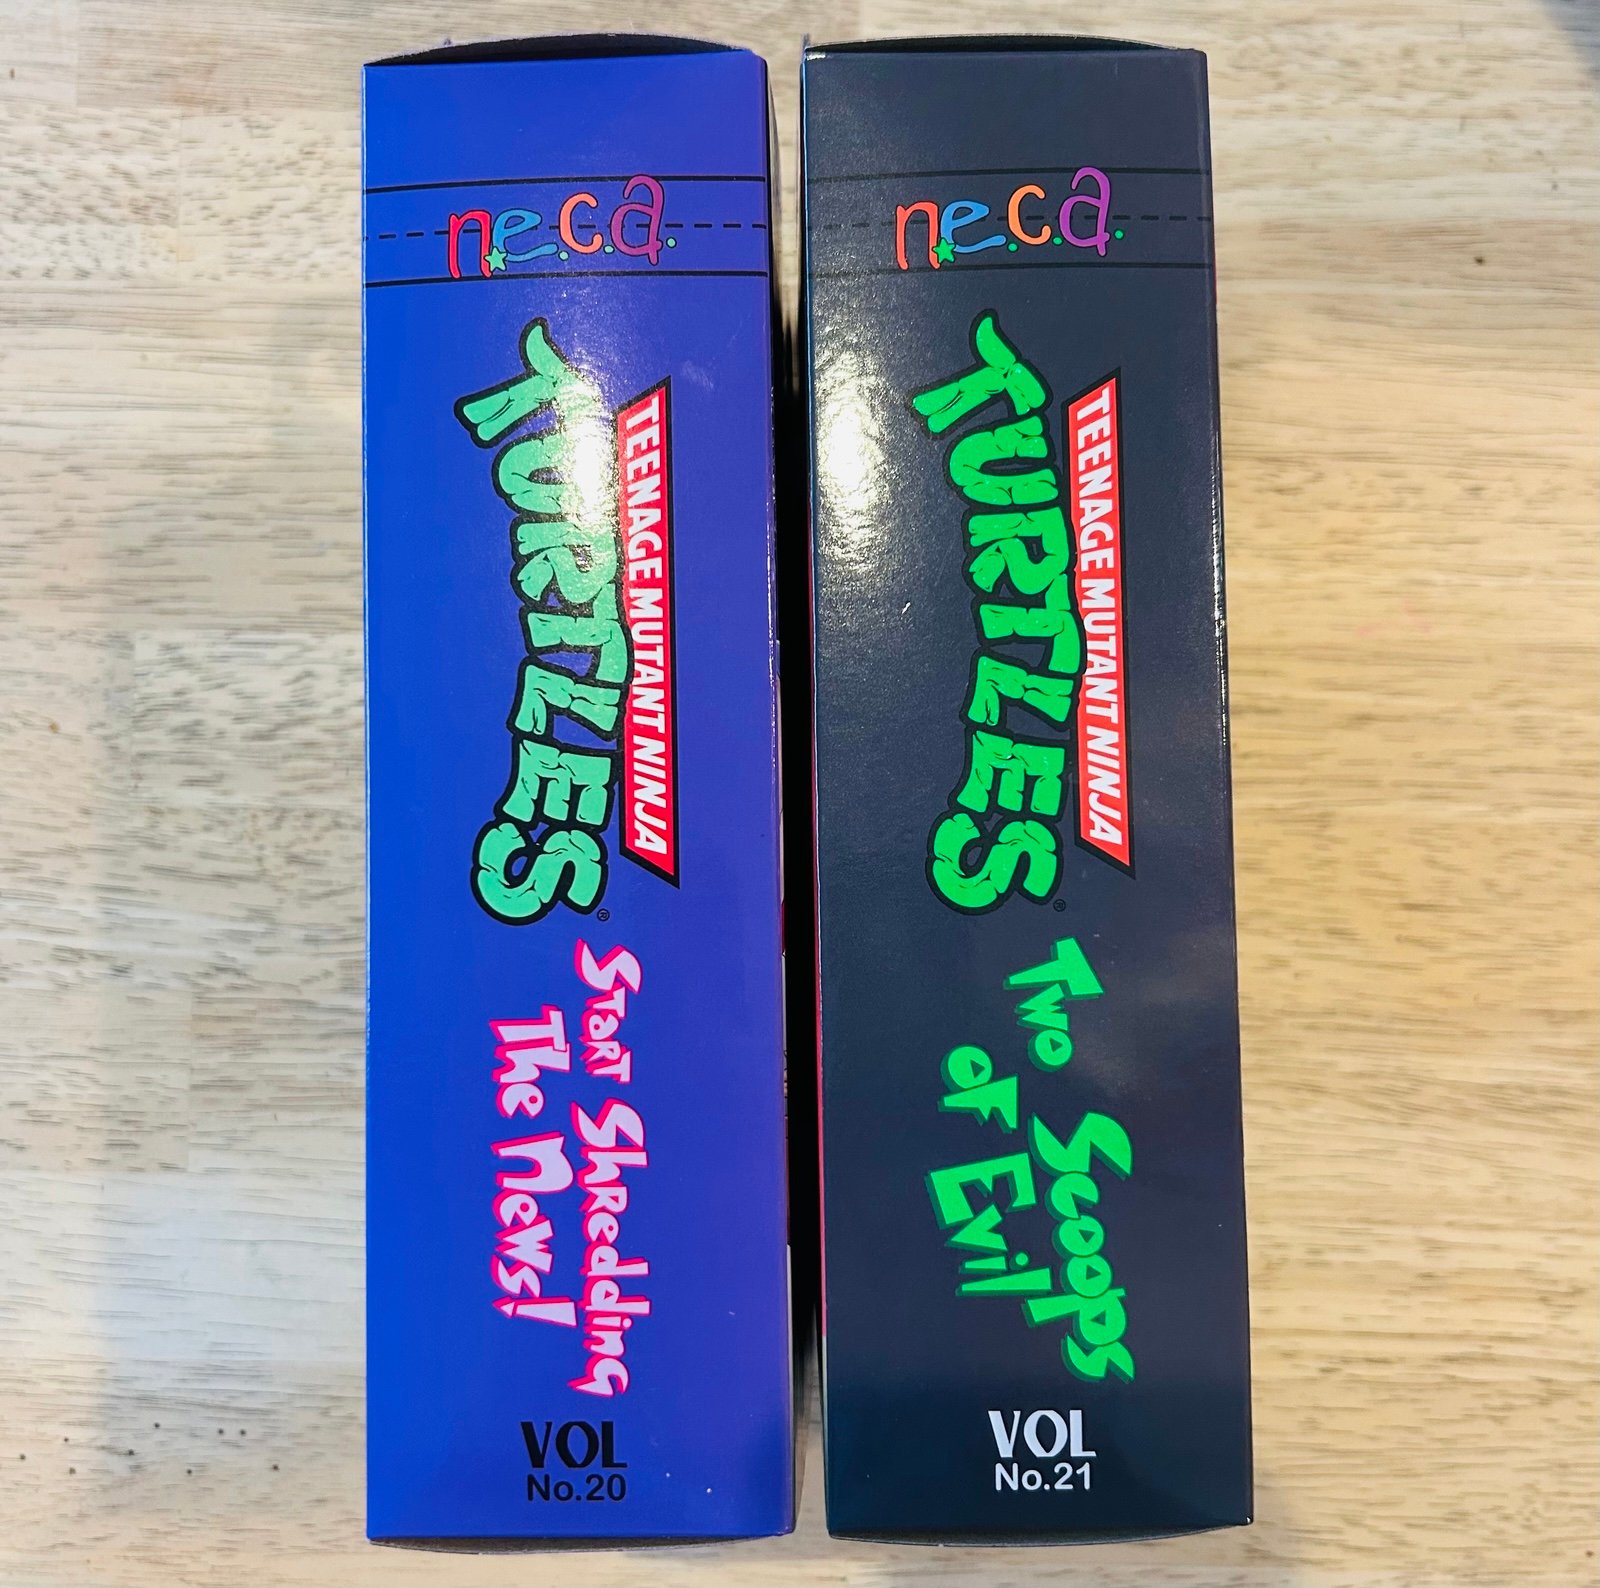 n.e.c.a.
TEENAGE MUTANT NINJA
TURTLES®
Start Shredding
The News!
VOL
No.20
n.e.c.a.
TEENAGE MUTANT NINJA
TURTLES®
Two Scoops
of Evil
VOL
No.21